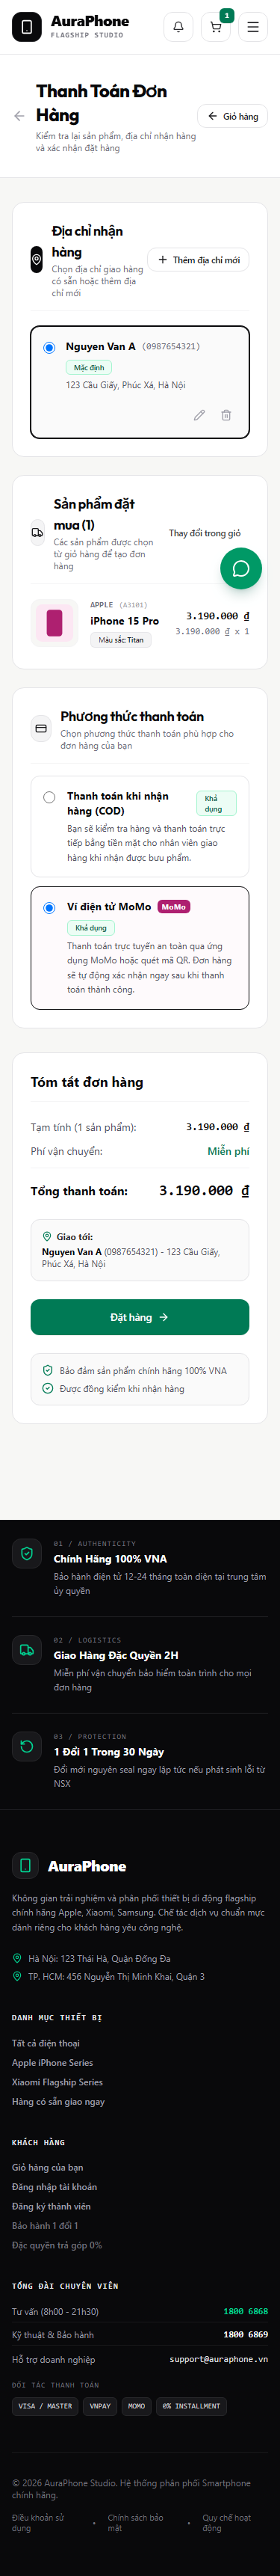 AuraPhone
FLAGSHIP STUDIO
1
Thanh Toán Đơn
Hàng
Kiểm tra lại sản phẩm, địa chỉ nhận hàng
và xác nhận đặt hàng
Giỏ hàng
Địa chỉ nhận
hàng
Chọn địa chỉ giao hàng
có sẵn hoặc thêm địa
chỉ mới
Thêm địa chỉ mới
Nguyen Van A (0987654321)
Mặc định
123 Cầu Giấy, Phúc Xá, Hà Nội
Sản phẩm đặt
mua (1)
Các sản phẩm được chọn
từ giỏ hàng để tạo đơn
hàng
Thay đổi trong giỏ
APPLE (A3101)
iPhone 15 Pro
Màu sắc: Titan
3.190.000 ₫
3.190.000 ₫ x 1
Phương thức thanh toán
Chọn phương thức thanh toán phù hợp cho
đơn hàng của bạn
Thanh toán khi nhận
hàng (COD)
Khả
dụng
Bạn sẽ kiểm tra hàng và thanh toán trực
tiếp bằng tiền mặt cho nhân viên giao
hàng khi nhận được bưu phẩm.
Ví điện tử MoMo MoMo
Khả dụng
Thanh toán trực tuyến an toàn qua ứng
dụng MoMo hoặc quét mã QR. Đơn hàng
sẽ tự động xác nhận ngay sau khi thanh
toán thành công.
Tóm tắt đơn hàng
Tạm tính (1 sản phẩm): 3.190.000 ₫
Phí vận chuyển: Miễn phí
Tổng thanh toán: 3.190.000 ₫
Giao tới:
Nguyen Van A (0987654321) - 123 Cầu Giấy,
Phúc Xá, Hà Nội
Đặt hàng
Bảo đảm sản phẩm chính hãng 100% VNA
Được đồng kiểm khi nhận hàng
01 / AUTHENTICITY
Chính Hãng 100% VNA
Bảo hành điện tử 12-24 tháng toàn diện tại trung tâm
ủy quyền
02 / LOGISTICS
Giao Hàng Đặc Quyền 2H
Miễn phí vận chuyển bảo hiểm toàn trình cho mọi
đơn hàng
03 / PROTECTION
1 Đổi 1 Trong 30 Ngày
Đổi mới nguyên seal ngay lập tức nếu phát sinh lỗi từ
NSX
AuraPhone
Không gian trải nghiệm và phân phối thiết bị di động flagship
chính hãng Apple, Xiaomi, Samsung. Chế tác dịch vụ chuẩn mực
dành riêng cho khách hàng yêu công nghệ.
Hà Nội: 123 Thái Hà, Quận Đống Đa
TP. HCM: 456 Nguyễn Thị Minh Khai, Quận 3
DANH MỤC THIẾT BỊ
Tất cả điện thoại
Apple iPhone Series
Xiaomi Flagship Series
Hàng có sẵn giao ngay
KHÁCH HÀNG
Giỏ hàng của bạn
Đăng nhập tài khoản
Đăng ký thành viên
Bảo hành 1 đổi 1
Đặc quyền trả góp 0%
TỔNG ĐÀI CHUYÊN VIÊN
Tư vấn (8h00 - 21h30) 1800 6868
Kỹ thuật & Bảo hành 1800 6869
Hỗ trợ doanh nghiệp support@auraphone.vn
ĐỐI TÁC THANH TOÁN
VISA / MASTER VNPAY MOMO 0% INSTALLMENT
© 2026 AuraPhone Studio. Hệ thống phân phối Smartphone
chính hãng.
Điều khoản sử
dụng
•
Chính sách bảo
mật
•
Quy chế hoạt
động